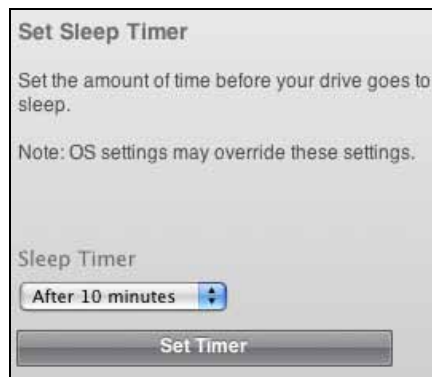 Set Sleep Timer
Set the amount of time before your drive goes to
sleep.
Note: OS settings may override these settings.
Sleep Timer
After 10 minutes
Set Timer